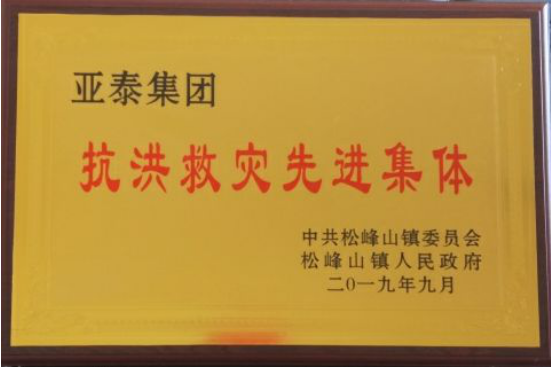 亚泰集团
抗洪救灾先进集体
中共松峰山镇委员会
松峰山镇人民政府
二0一九年九月